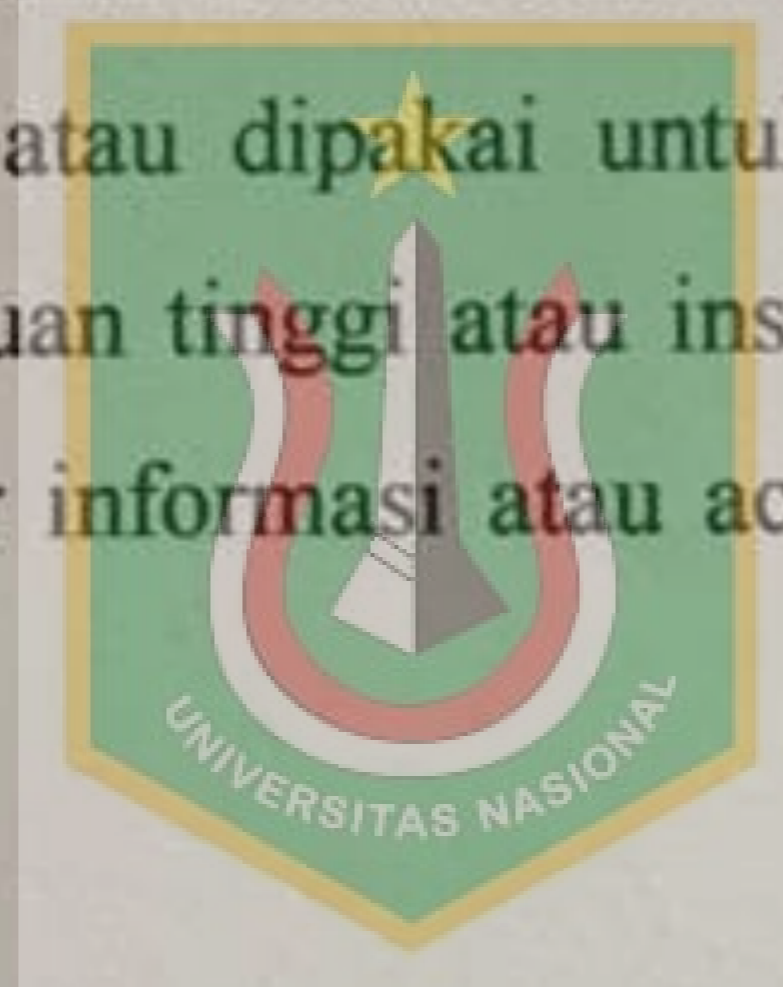 atau dipakai untu
uan tinggi atau ins
informasi atau ac
UNIVERSITAS NASIONAL